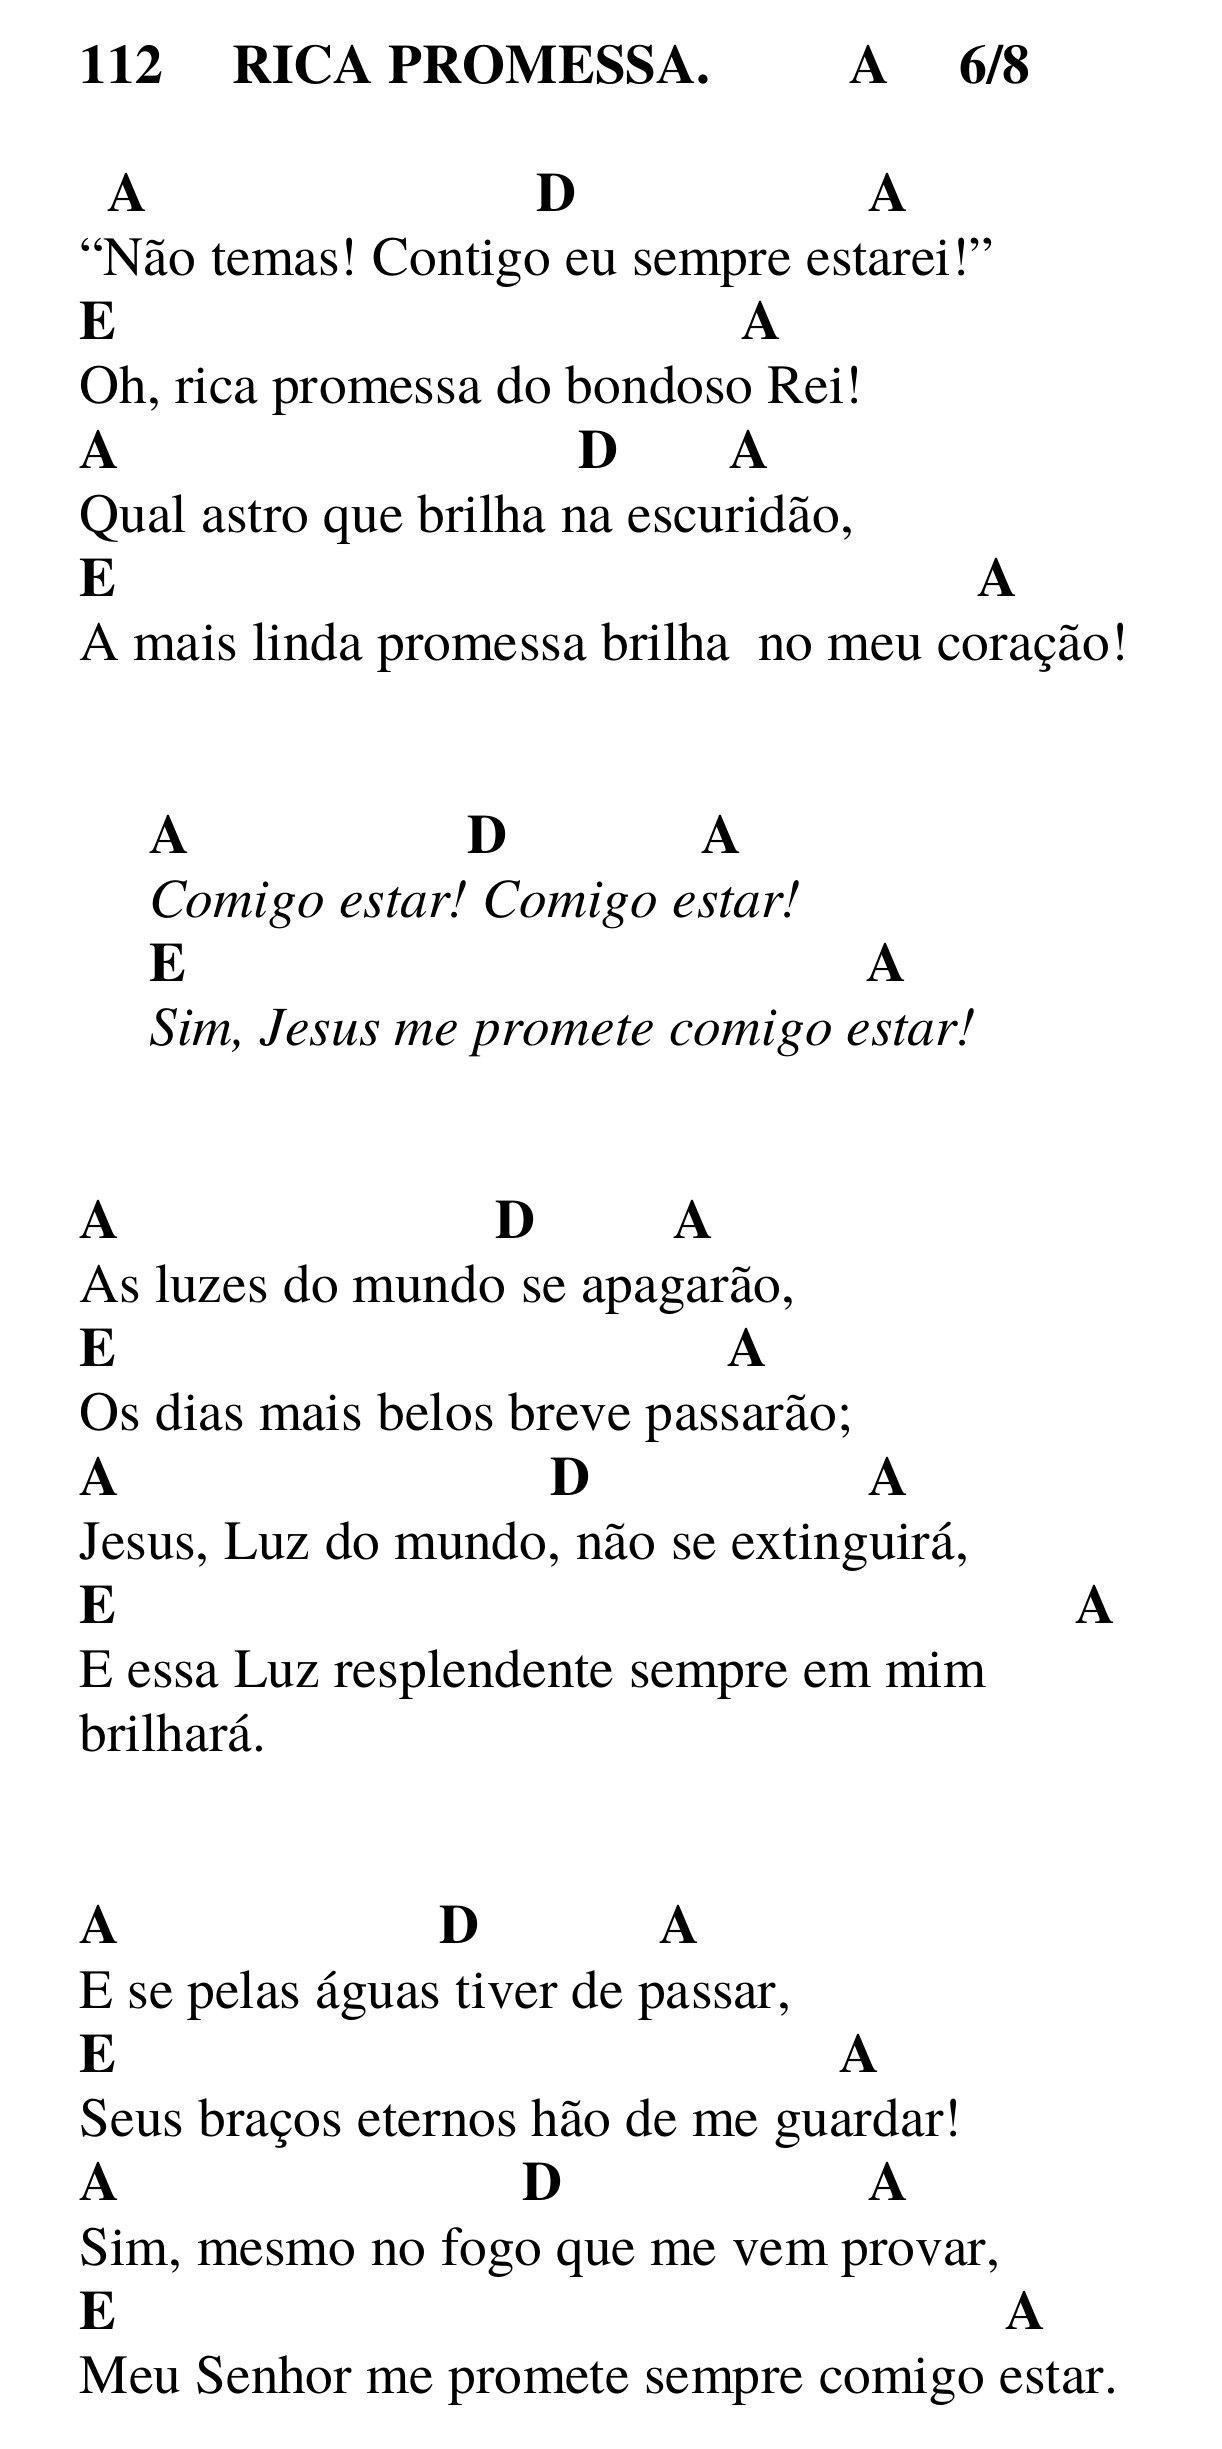 112 RICA PROMESSA. A 6/8
A D A
“Não temas! Contigo eu sempre estarei!”
E A
Oh, rica promessa do bondoso Rei!
A D A
Qual astro que brilha na escuridão,
E A
A mais linda promessa brilha no meu coração!
A D A
Comigo estar! Comigo estar!
E A
Sim, Jesus me promete comigo estar!
A D A
As luzes do mundo se apagarão,
E A
Os dias mais belos breve passarão;
A D A
Jesus, Luz do mundo, não se extinguirá,
E A
E essa Luz resplendente sempre em mim
brilhará.
A D A
E se pelas águas tiver de passar,
E A
Seus braços eternos hão de me guardar!
A D A
Sim, mesmo no fogo que me vem provar,
E A
Meu Senhor me promete sempre comigo estar.